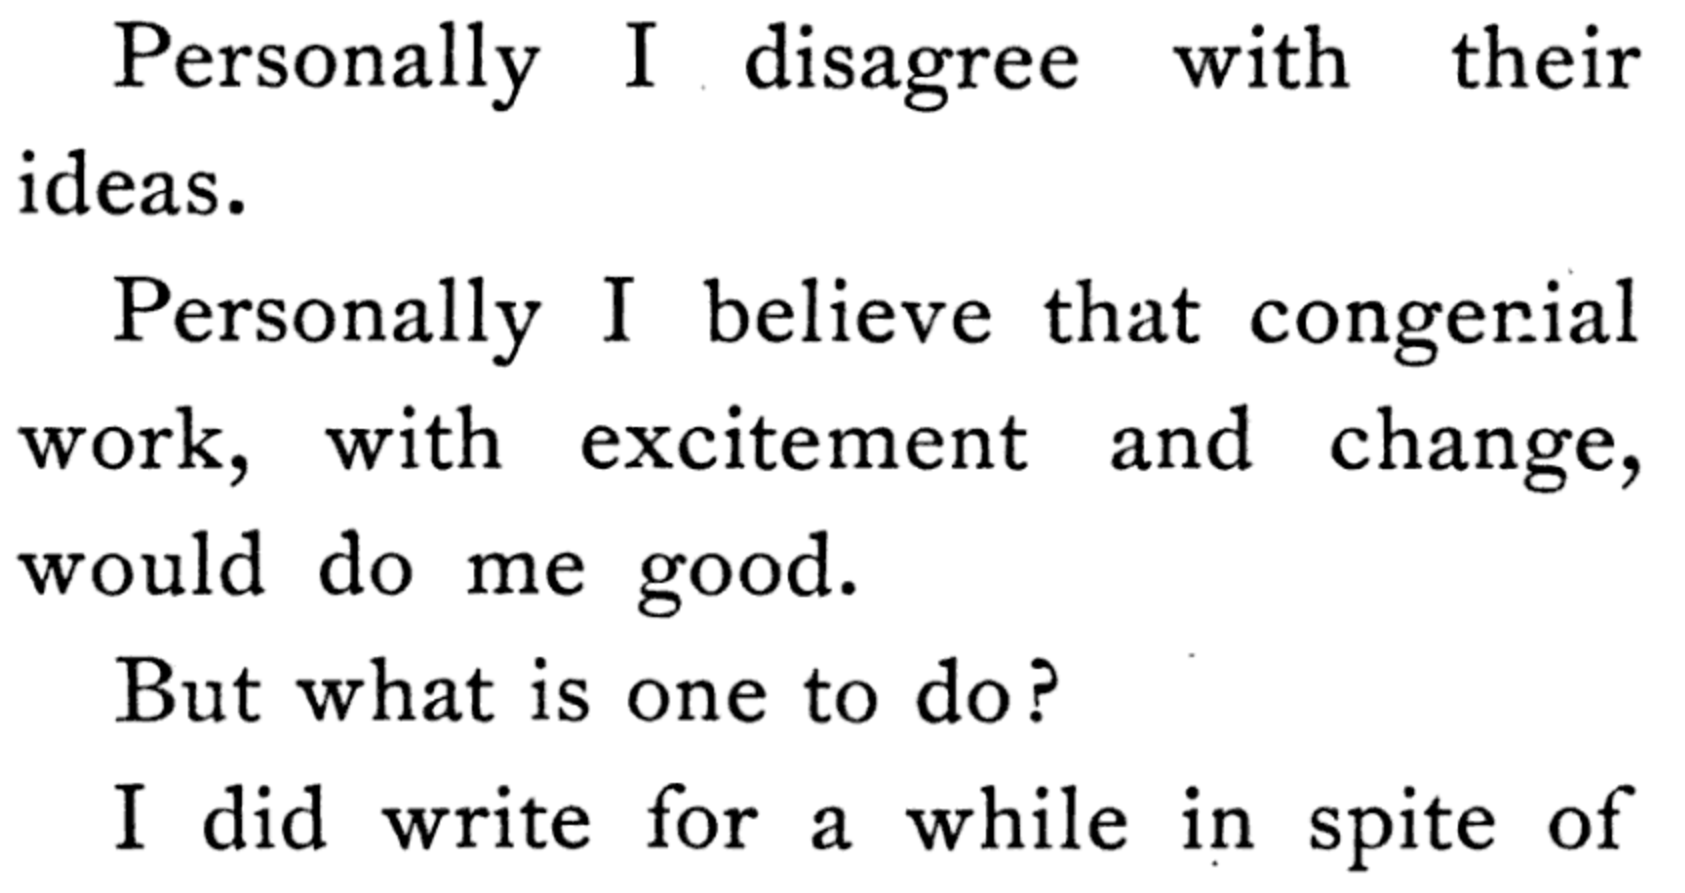 Personally I disagree with their
ideas.
Personally I believe that congenial
work, with excitement and change,
would do me good.
But what is one to do?
I did write for a while in spite of